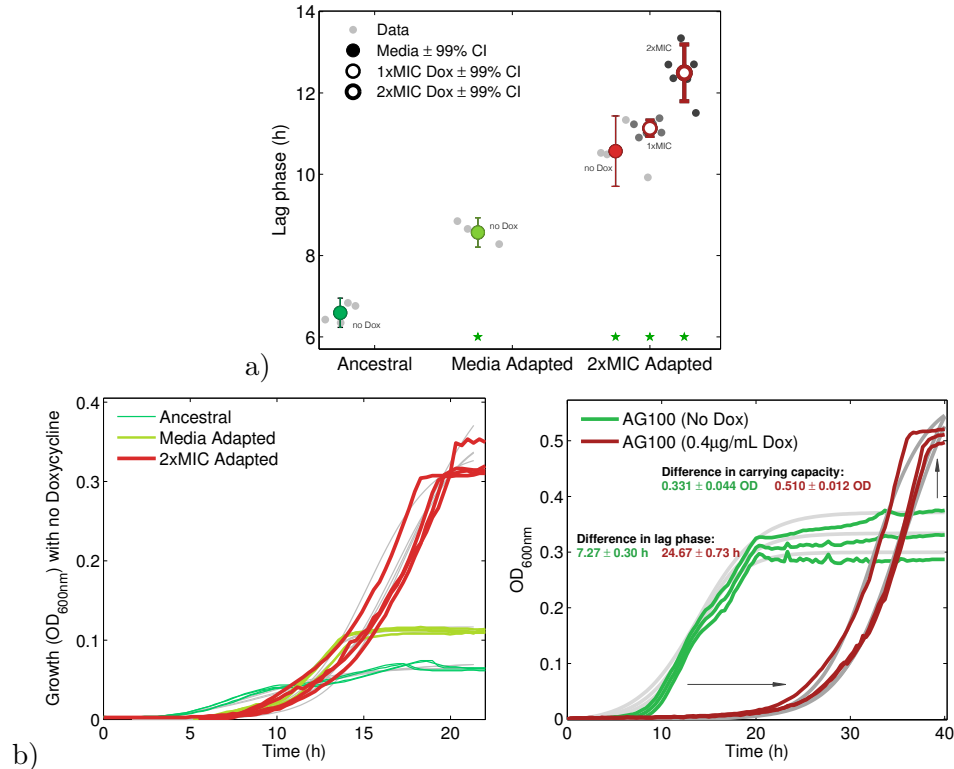 Data
Media ± 99% CI
1xMIC Dox ± 99% CI
2xMIC Dox ± 99% CI
Lag phase (h)
14
12
10
8
6
no Dox
no Dox
no Dox
1xMIC
2xMIC
Ancestral
Media Adapted
2xMIC Adapted
a)
Growth (OD600nm) with no Doxycycline
0.4
0.3
0.2
0.1
0
Ancestral
Media Adapted
2xMIC Adapted
0
5
10
15
20
Time (h)
OD600nm
0.5
0.4
0.3
0.2
0.1
0
AG100 (No Dox)
AG100 (0.4µg/mL Dox)
Difference in carrying capacity:
0.331 ± 0.044 OD 0.510 ± 0.012 OD
Difference in lag phase:
7.27 ± 0.30 h 24.67 ± 0.73 h
0
10
20
30
40
Time (h)
b)